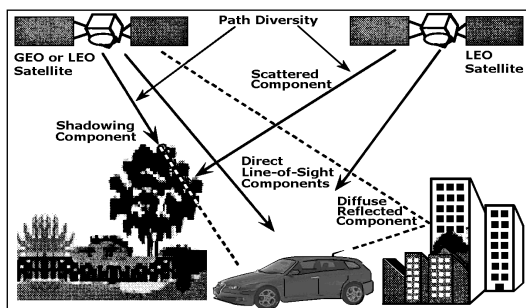 Path Diversity
GEO or LEO
Satellite
LEO
Satellite
Scattered
Component
Shadowing
Component
Direct
Line-of-Sight
Components
Diffuse
Reflected
Component